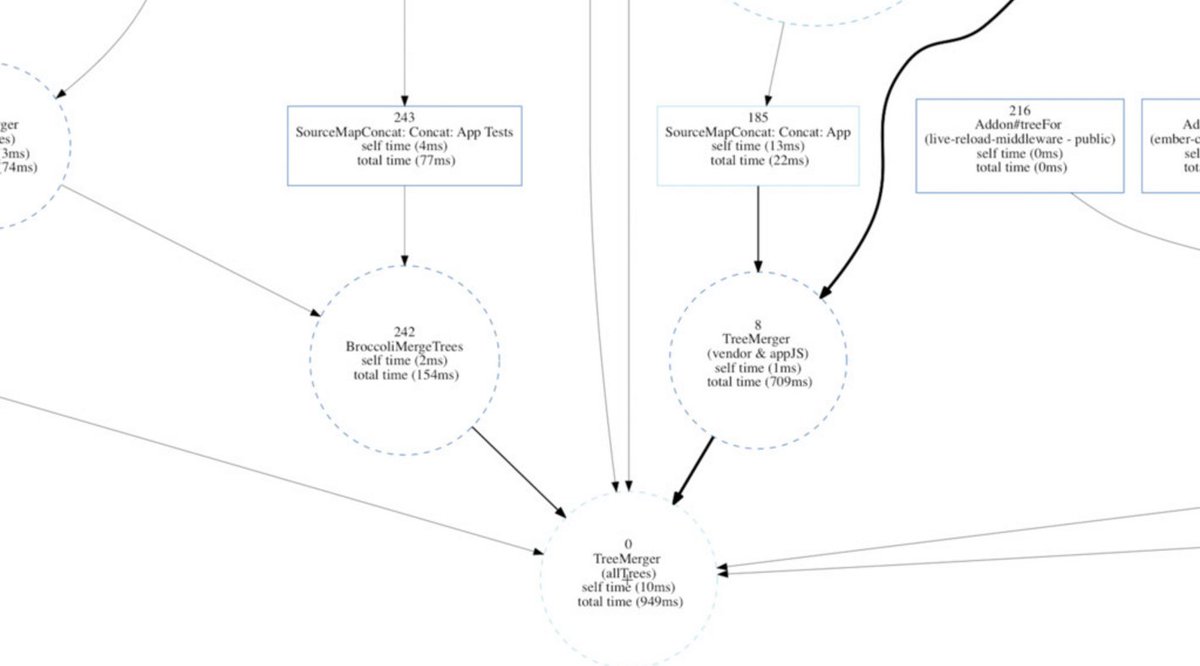 ger
es)
3ms)
74ms)
243
SourceMapConcat: Concat: App Tests
self time (4ms)
total time (77ms)
185
SourceMapConcat: Concat: App
self time (13ms)
total time (22ms)
216
Addon#treeFor
(live-reload-middleware - public)
self time (0ms)
total time (0ms)
Ad
(ember-c
sel
tot
242
BroccoliMergeTrees
self time (2ms)
total time (154ms)
8
TreeMerger
(vendor & appJS)
self time (1ms)
total time (709ms)
0
TreeMerger
(allTrees)
self time (10ms)
total time (949ms)